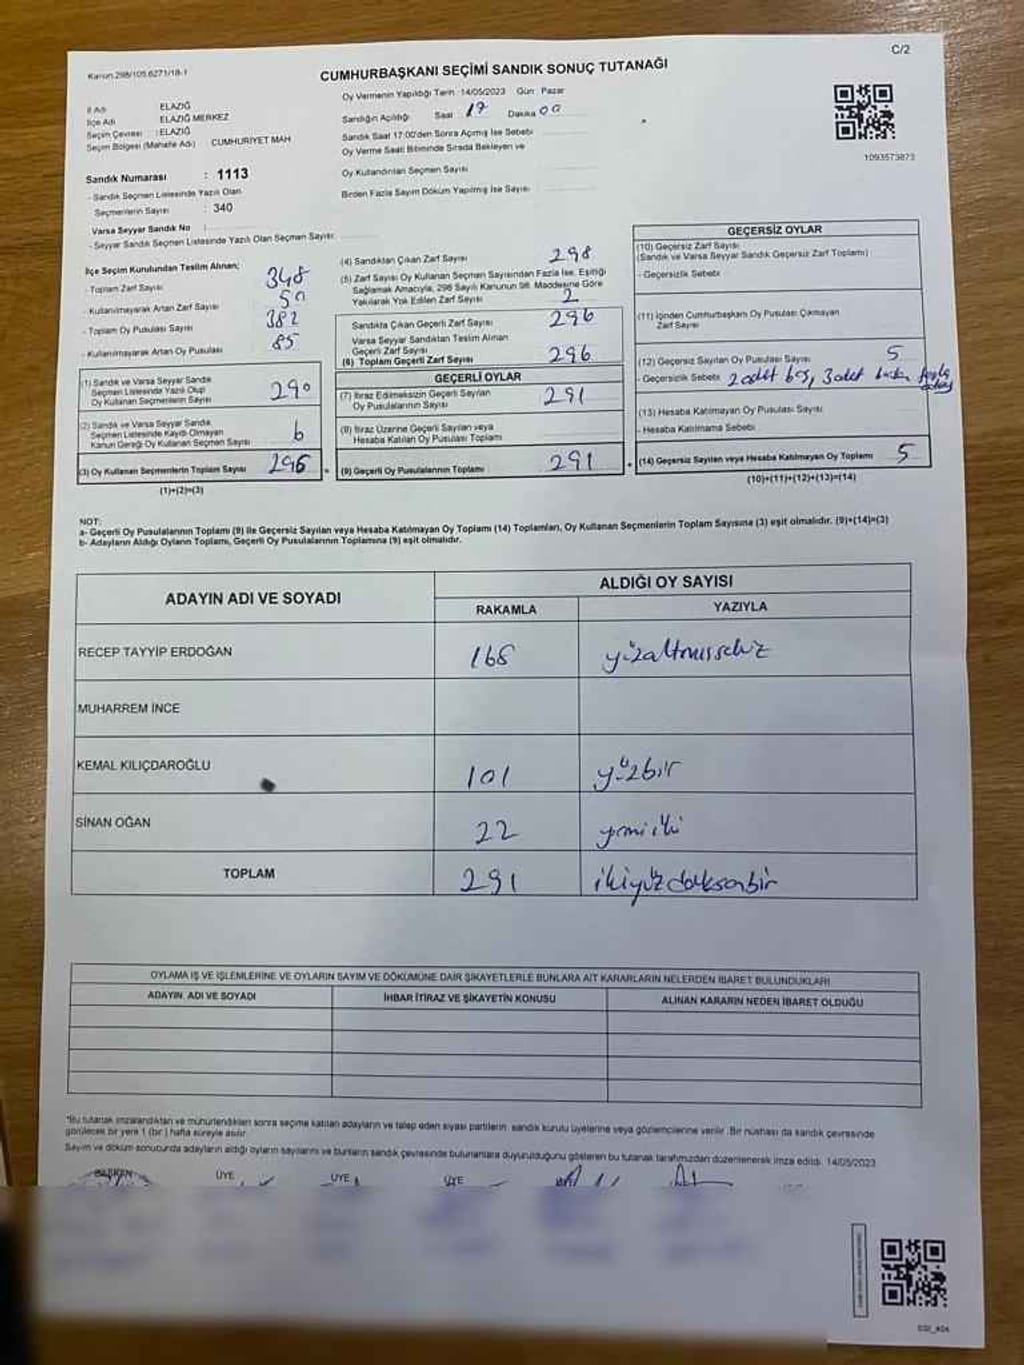 Kanun:298/105,6271/18-1
C/2
CUMHURBAŞKANI SEÇİMİ SANDIK SONUÇ TUTANAĞI
İl Adı ELAZIĞ
İlçe Adı ELAZIĞ MERKEZ
Seçim Çevresi : ELAZIĞ
Seçim Bölgesi (Mahalle Adı) CUMHURİYET MAH
Sandık Numarası : 1113
- Sandık Seçmen Listesinde Yazılı Olan
Seçmenlerin Sayısı : 340
Varsa Seyyar Sandık No :
- Seyyar Sandık Seçmen Listesinde Yazılı Olan Seçmen Sayısı:
Oy Vermenin Yapıldığı Tarih : 14/05/2023 Gün : Pazar
Sandığın Açıldığı Saat : 17 Dakika 00
Sandık Saat 17:00'den Sonra Açılmış İse Sebebi
Oy Verme Saati Bitiminde Sırada Bekleyen ve
Oy Kullandırılan Seçmen Sayısı
Birden Fazla Sayım Döküm Yapılmış İse Sayısı
1093573873
İlçe Seçim Kurulundan Teslim Alınan;
- Toplam Zarf Sayısı 348
- Kullanılmayarak Artan Zarf Sayısı 50
- Toplam Oy Pusulası Sayısı 382
- Kullanılmayarak Artan Oy Pusulası 85
(1) Sandık ve Varsa Seyyar Sandık
Seçmen Listesinde Yazılı Olup
Oy Kullanan Seçmenlerin Sayısı 290
(2) Sandık ve Varsa Seyyar Sandık
Seçmen Listesinde Kaydı Olmayan
Kanun Gereği Oy Kullanan Seçmen Sayısı 6
(3) Oy Kullanan Seçmenlerin Toplam Sayısı 296
(1)+(2)=(3)
(4) Sandıktan Çıkan Zarf Sayısı 298
(5) Zarf Sayısı Oy Kullanan Seçmen Sayısından Fazla İse, Eşitliği
Sağlamak Amacıyla, 298 Sayılı Kanunun 98. Maddesine Göre
Yakılarak Yok Edilen Zarf Sayısı 2
Sandıkta Çıkan Geçerli Zarf Sayısı 296
Varsa Seyyar Sandıktan Teslim Alınan
Geçerli Zarf Sayısı
(6) Toplam Geçerli Zarf Sayısı 296
GEÇERLİ OYLAR
(7) İtiraz Edilmeksizin Geçerli Sayılan
Oy Pusulalarının Sayısı 291
(8) İtiraz Üzerine Geçerli Sayılan veya
Hesaba Katılan Oy Pusulası Toplamı
(9) Geçerli Oy Pusulalarının Toplamı 291
GEÇERSİZ OYLAR
(10) Geçersiz Zarf Sayısı
(Sandık ve Varsa Seyyar Sandık Geçersiz Zarf Toplamı)
- Geçersizlik Sebebi
(11) İçinden Cumhurbaşkanı Oy Pusulası Çıkmayan
Zarf Sayısı
(12) Geçersiz Sayılan Oy Pusulası Sayısı 5
- Geçersizlik Sebebi 2 adet boş, 3 adet birden fazla
(13) Hesaba Katılmayan Oy Pusulası Sayısı
- Hesaba Katılmama Sebebi
(14) Geçersiz Sayılan veya Hesaba Katılmayan Oy Toplamı 5
(10)+(11)+(12)+(13)=(14)
NOT:
a- Geçerli Oy Pusulalarının Toplamı (9) ile Geçersiz Sayılan veya Hesaba Katılmayan Oy Toplamı (14) Toplamları, Oy Kullanan Seçmenlerin Toplam Sayısına (3) eşit olmalıdır. (9)+(14)=(3)
b- Adayların Aldığı Oyların Toplamı, Geçerli Oy Pusulalarının Toplamına (9) eşit olmalıdır.
ADAYIN ADI VE SOYADI
ALDIĞI OY SAYISI
RAKAMLA YAZIYLA
RECEP TAYYİP ERDOĞAN 168 yüzaltmışsekiz
MUHARREM İNCE
KEMAL KILIÇDAROĞLU 101 yüzbir
SİNAN OĞAN 22 yirmi iki
TOPLAM 291 ikiyüzdoksanbir
OYLAMA İŞ VE İŞLEMLERİNE VE OYLARIN SAYIM VE DÖKÜMÜNE DAİR ŞİKAYETLERLE BUNLARA AİT KARARLARIN NELERDEN İBARET BULUNDUKLARI
ADAYIN ADI VE SOYADI İHBAR İTİRAZ VE ŞİKAYETİN KONUSU ALINAN KARARIN NEDEN İBARET OLDUĞU
*Bu tutanak imzalandıktan ve mühürlendikten sonra seçime katılan adayların ve talep eden siyasi partilerin sandık kurulu üyelerine veya gözlemcilerine verilir. Bir nüshası da sandık çevresinde
görülecek bir yere 1 (bir ) hafta süreyle asılır.
Sayım ve döküm sonucunda adayların aldığı oyların sayılarını ve bunların sandık çevresinde bulunanlara duyurulduğunu gösteren bu tutanak tarafımızdan düzenlenerek imza edildi. 14/05/2023
BAŞKAN ÜYE ÜYE ÜYE